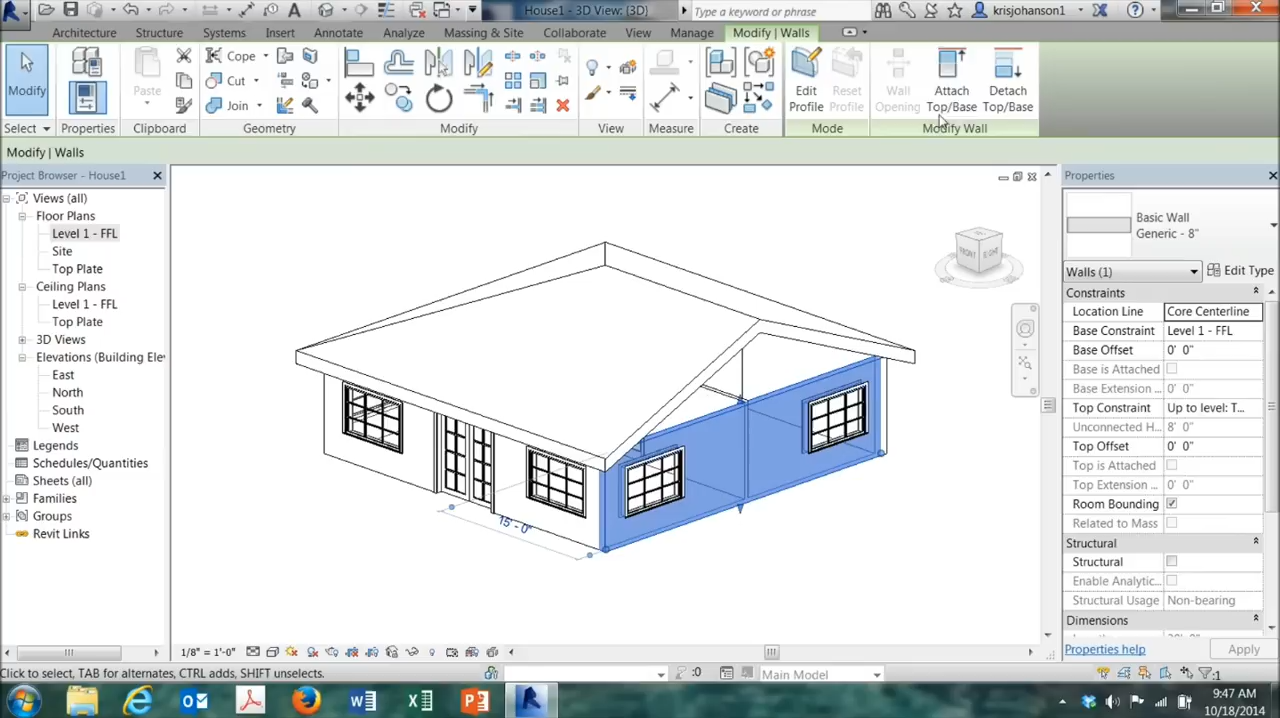 House1 - 3D View: {3D}
Type a keyword or phrase
krisjohanson1
Architecture Structure Systems Insert Annotate Analyze Massing & Site Collaborate View Manage Modify | Walls
Modify
Paste
Cope
Cut
Join
Edit Profile
Reset Profile
Wall Opening
Attach Top/Base
Detach Top/Base
Select Properties Clipboard Geometry Modify View Measure Create Mode Modify Wall
Modify | Walls
Project Browser - House1
Views (all)
Floor Plans
Level 1 - FFL
Site
Top Plate
Ceiling Plans
Level 1 - FFL
Top Plate
3D Views
Elevations (Building Ele
East
North
South
West
Legends
Schedules/Quantities
Sheets (all)
Families
Groups
Revit Links
FRONT RIGHT
15' - 0"
Properties
Basic Wall
Generic - 8"
Walls (1) Edit Type
Constraints
Location Line Core Centerline
Base Constraint Level 1 - FFL
Base Offset 0' 0"
Base is Attached
Base Extension ... 0' 0"
Top Constraint Up to level: T...
Unconnected H... 8' 0"
Top Offset 0' 0"
Top is Attached
Top Extension ... 0' 0"
Room Bounding
Related to Mass
Structural
Structural
Enable Analytic...
Structural Usage Non-bearing
Dimensions
Properties help Apply
1/8" = 1'-0"
Click to select, TAB for alternates, CTRL adds, SHIFT unselects.
:0
Main Model
:1
9:47 AM
10/18/2014